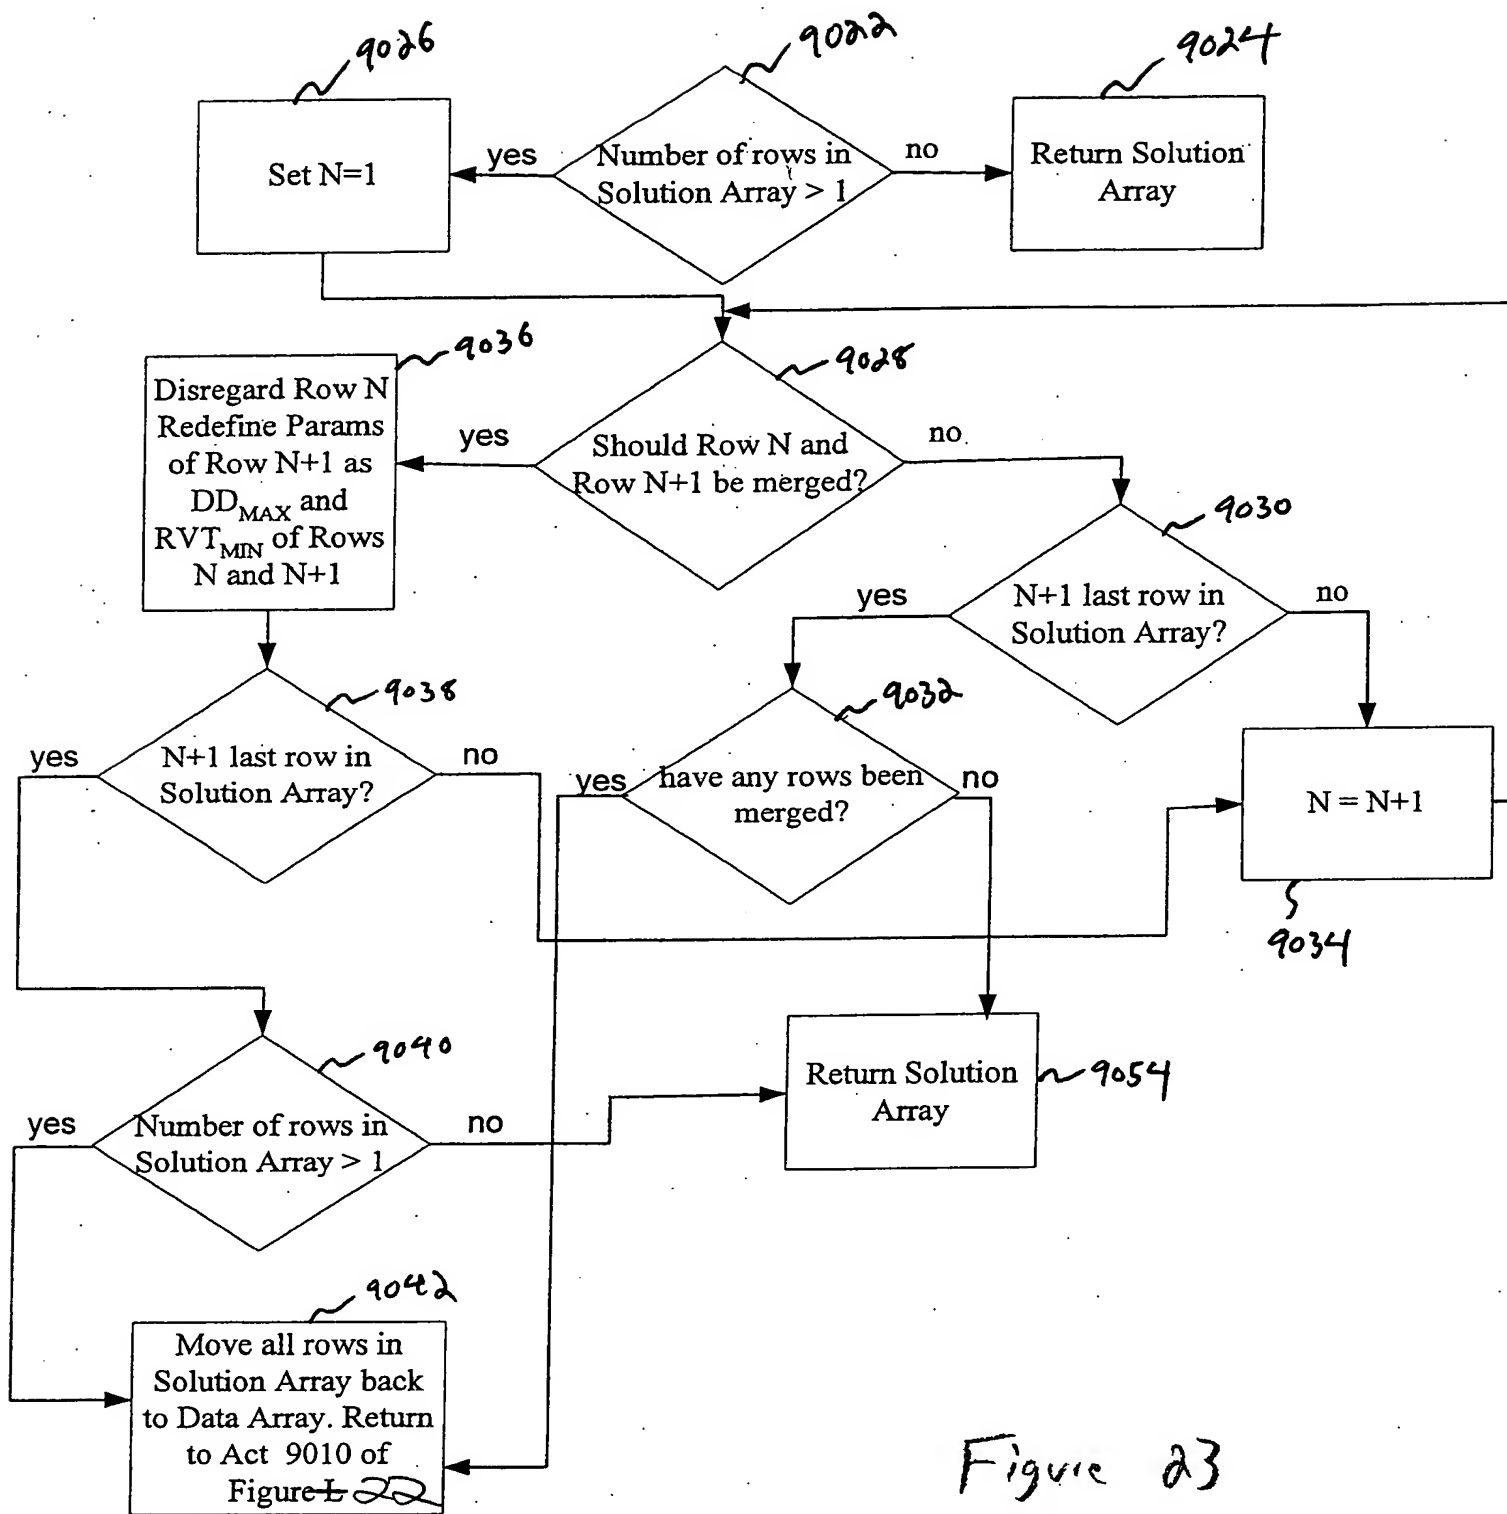 9026
9022
9024
Set N=1
yes
Number of rows in
Solution Array > 1
no
Return Solution
Array
9036
9028
Disregard Row N
Redefine Params
of Row N+1 as
DD_MAX and
RVT_MIN of Rows
N and N+1
yes
Should Row N and
Row N+1 be merged?
no
9030
yes
N+1 last row in
Solution Array?
no
9038
9032
yes
N+1 last row in
Solution Array?
no
yes
have any rows been
merged?
no
N = N+1
9034
9040
yes
Number of rows in
Solution Array > 1
no
Return Solution
Array
9054
9042
Move all rows in
Solution Array back
to Data Array. Return
to Act 9010 of
Figure L 22
Figure 23